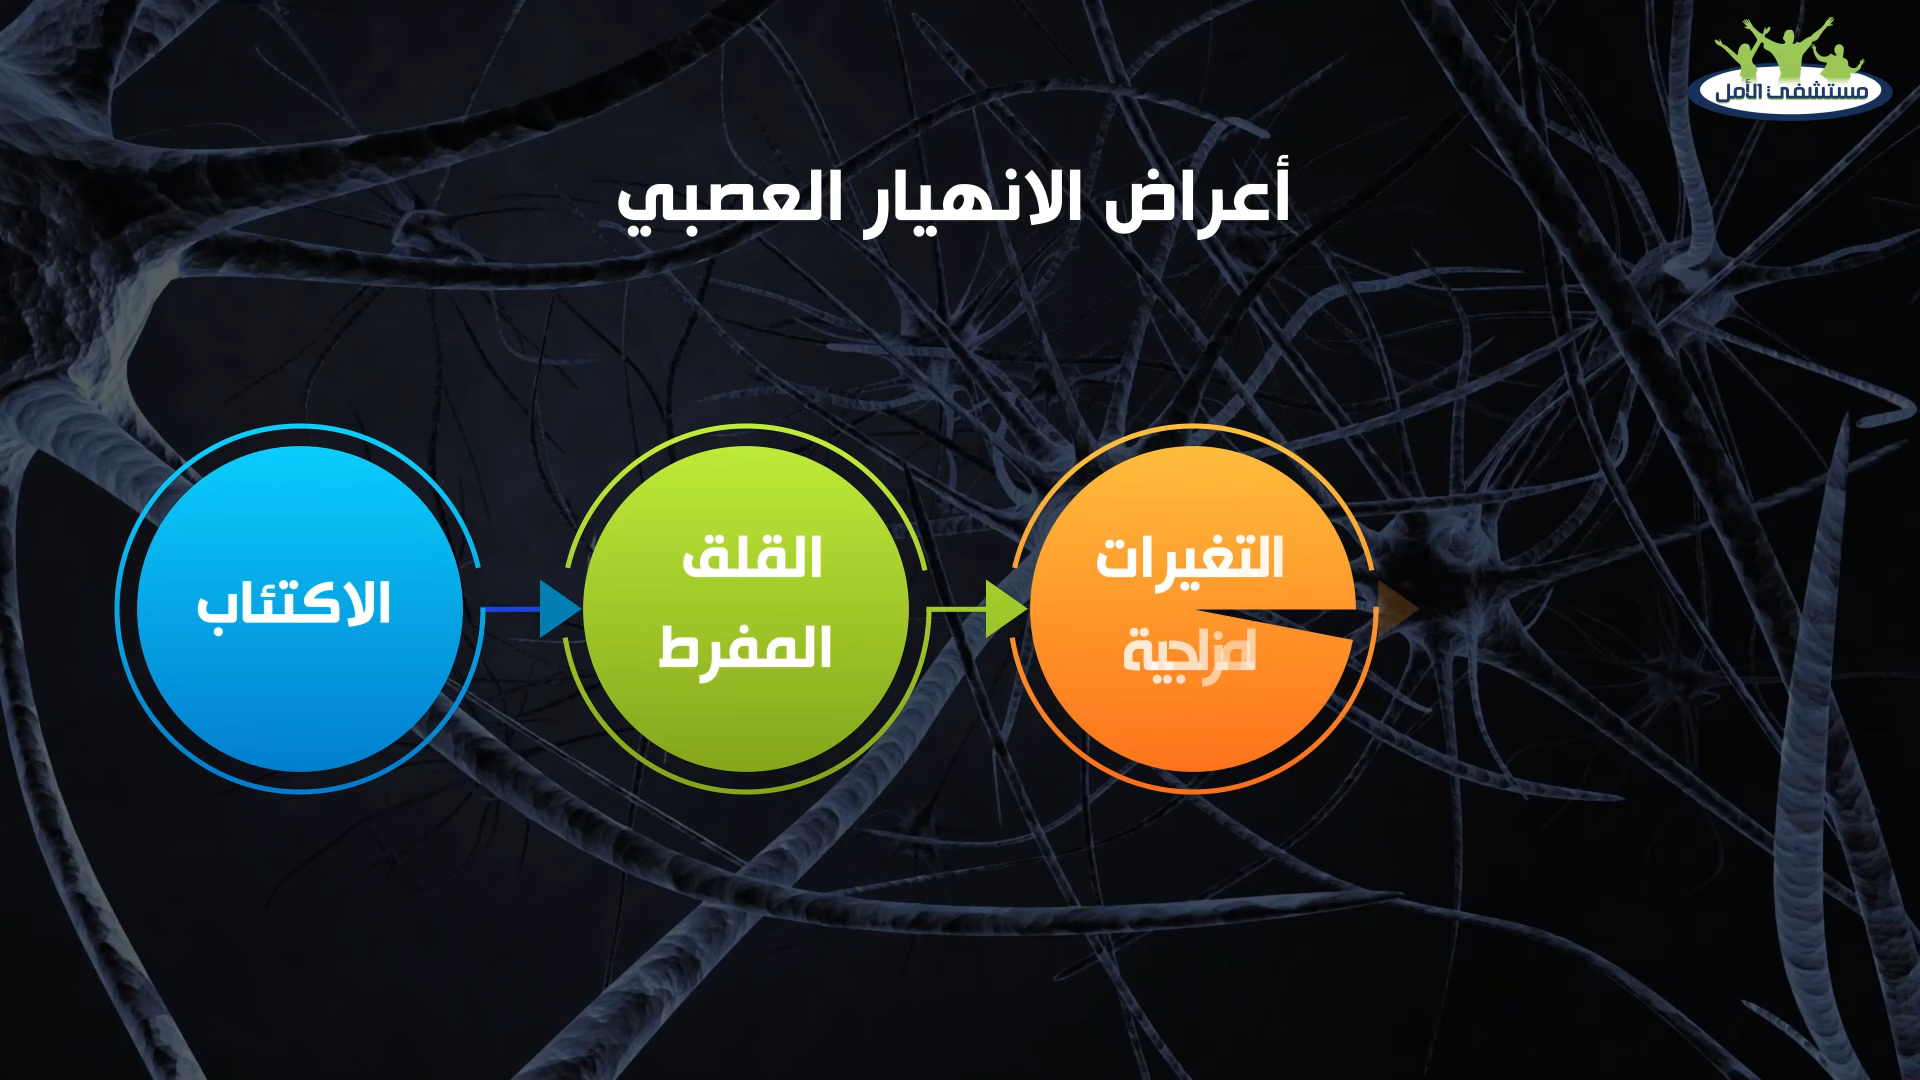 مستشفى الأمل
أعراض الانهيار العصبي
الاكتئاب
القلق
المفرط
التغيرات